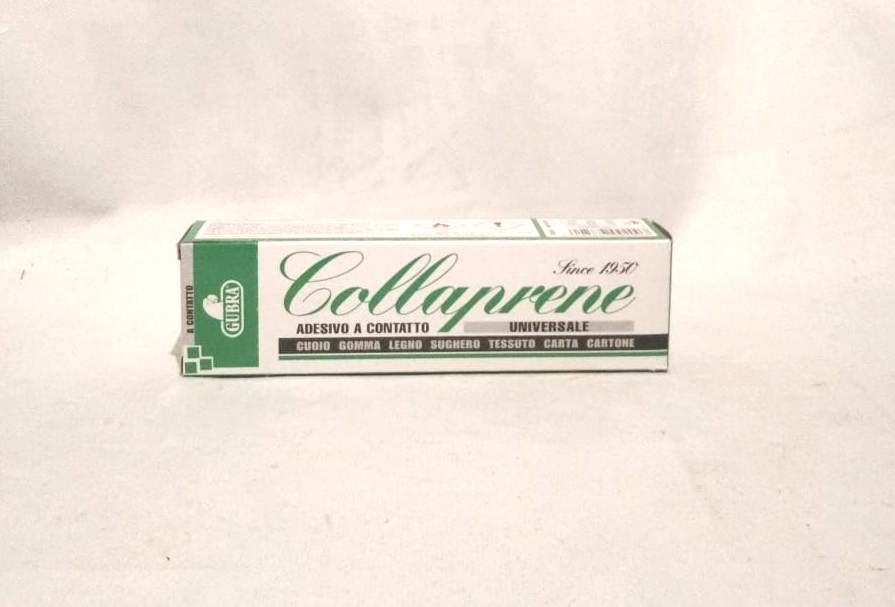 A CONTATTO
GUBRA
Collaprene
Since 1950
ADESIVO A CONTATTO UNIVERSALE
CUOIO GOMMA LEGNO SUGHERO TESSUTO CARTA CARTONE